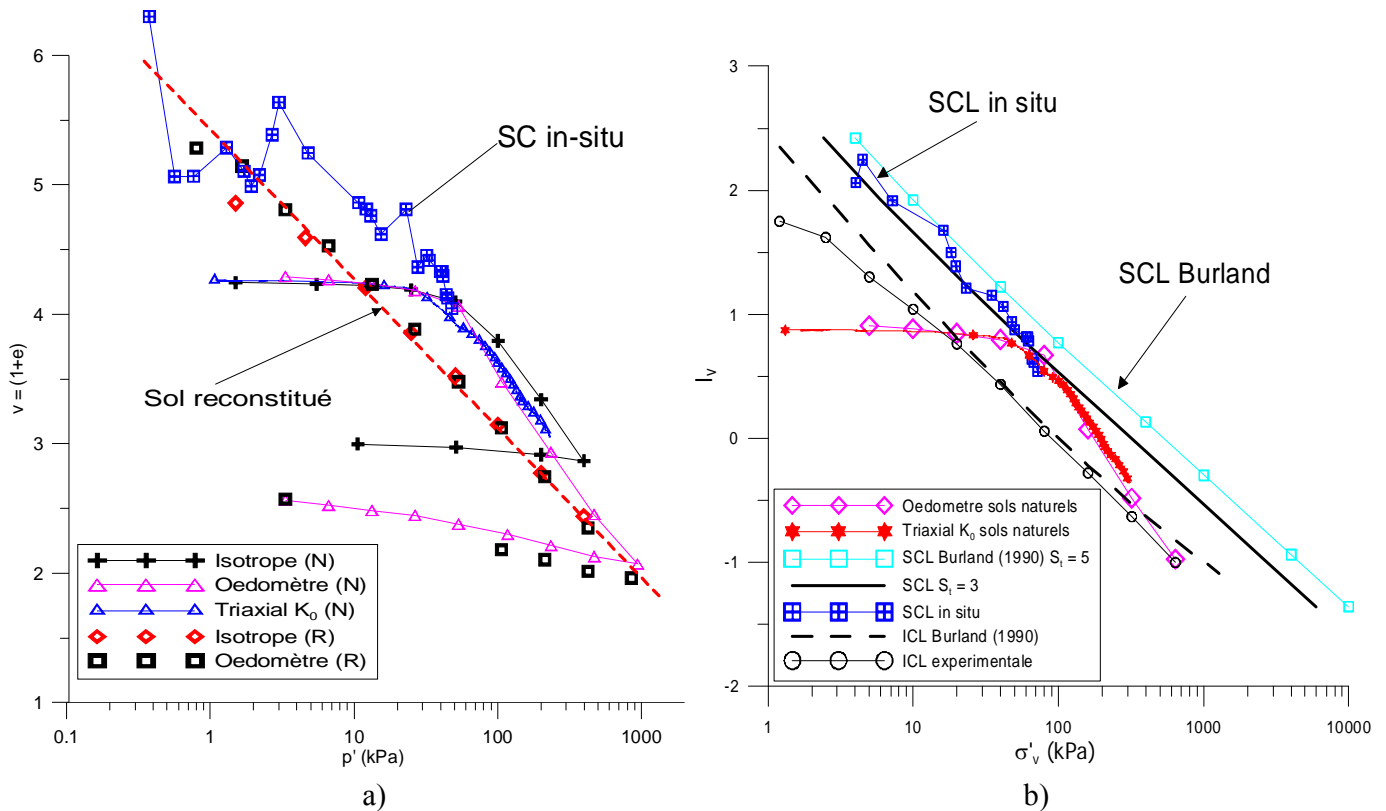 6
5
4
3
2
1
v = (1+e)
0.1
1
10
100
1000
p' (kPa)
SC in-situ
Sol reconstitué
Isotrope (N)
Oedomètre (N)
Triaxial K0 (N)
Isotrope (R)
Oedomètre (R)
a)
3
2
1
0
-1
-2
Iv
1
10
100
1000
10000
σ'v (kPa)
SCL in situ
SCL Burland
Oedometre sols naturels
Triaxial K0 sols naturels
SCL Burland (1990) St = 5
SCL St = 3
SCL in situ
ICL Burland (1990)
ICL experimentale
b)